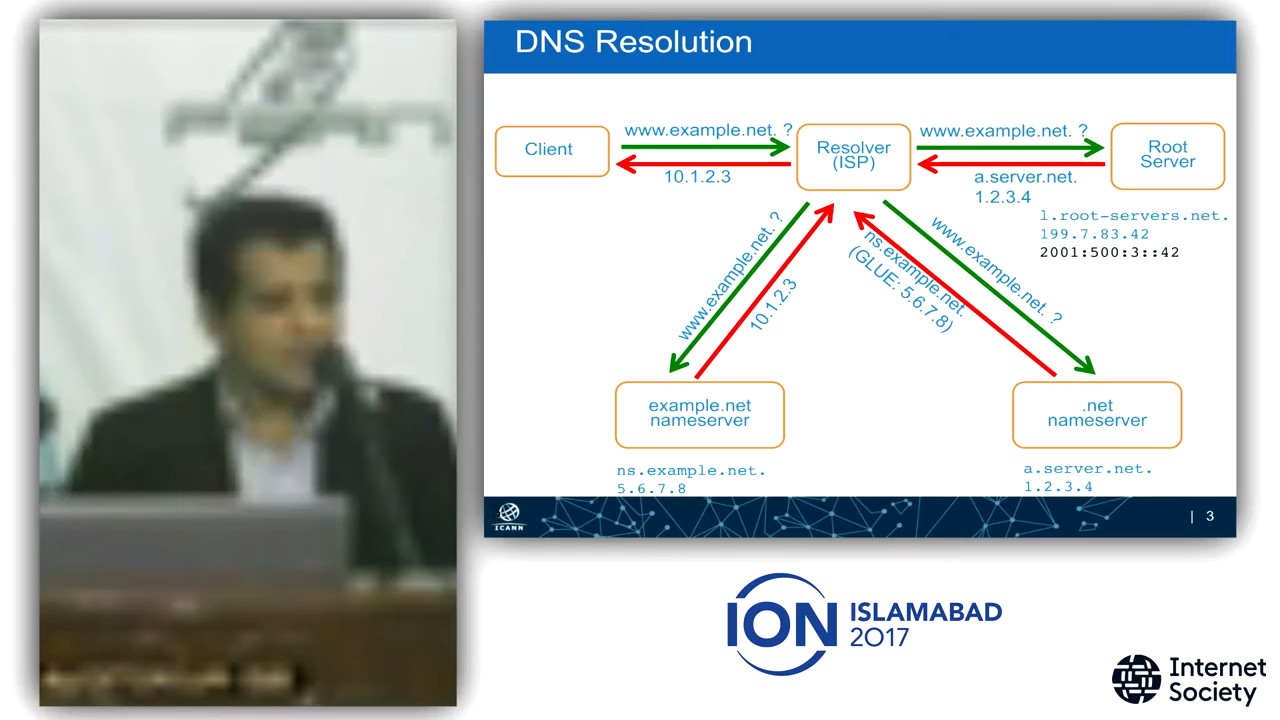 DNS Resolution
Client
www.example.net. ?
10.1.2.3
Resolver
(ISP)
www.example.net. ?
a.server.net.
1.2.3.4
Root
Server
l.root-servers.net.
199.7.83.42
2001:500:3::42
www.example.net. ?
10.1.2.3
ns.example.net.
(GLUE: 5.6.7.8)
www.example.net. ?
example.net
nameserver
ns.example.net.
5.6.7.8
.net
nameserver
a.server.net.
1.2.3.4
ICANN
| 3
ION ISLAMABAD
2017
Internet
Society